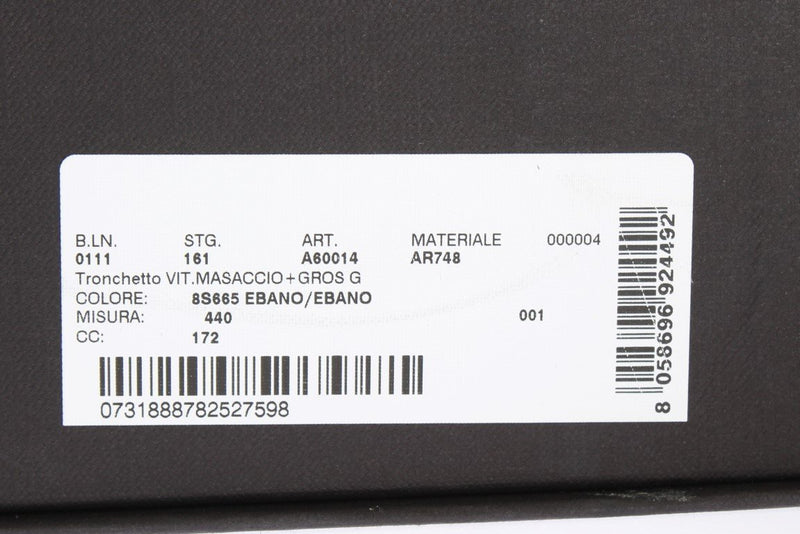 B.LN. STG. ART. MATERIALE 000004
0111 161 A60014 AR748
Tronchetto VIT.MASACCIO+GROS G
COLORE: 8S665 EBANO/EBANO
MISURA: 440 001
CC: 172
0731888782527598
8 058696 924492